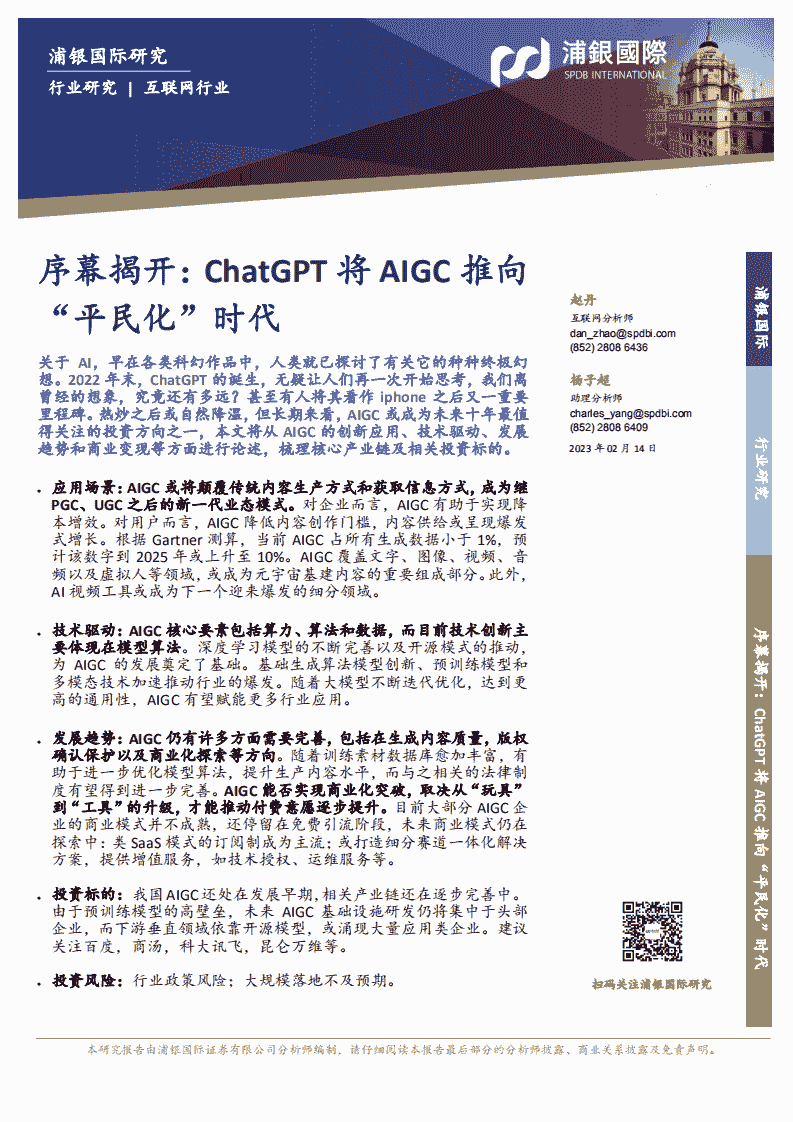 浦银国际研究
行业研究 | 互联网行业
浦銀國際
SPDB INTERNATIONAL
序幕揭开：ChatGPT 将 AIGC 推向
“平民化”时代
关于 AI，早在各类科幻作品中，人类就已探讨了有关它的种种终极幻
想。2022 年末，ChatGPT 的诞生，无疑让人们再一次开始思考，我们离
曾经的想象，究竟还有多远？甚至有人将其看作 iphone 之后又一重要
里程碑。热炒之后或自然降温，但长期来看，AIGC 或成为未来十年最值
得关注的投资方向之一，本文将从 AIGC 的创新应用、技术驱动、发展
趋势和商业变现等方面进行论述，梳理核心产业链及相关投资标的。
• 应用场景：AIGC 或将颠覆传统内容生产方式和获取信息方式，成为继
PGC、UGC 之后的新一代业态模式。对企业而言，AIGC 有助于实现降
本增效。对用户而言，AIGC 降低内容创作门槛，内容供给或呈现爆发
式增长。根据 Gartner 测算，当前 AIGC 占所有生成数据小于 1%，预
计该数字到 2025 年或上升至 10%。AIGC 覆盖文字、图像、视频、音
频以及虚拟人等领域，或成为元宇宙基建内容的重要组成部分。此外，
AI 视频工具或成为下一个迎来爆发的细分领域。
• 技术驱动：AIGC 核心要素包括算力、算法和数据，而目前技术创新主
要体现在模型算法。深度学习模型的不断完善以及开源模式的推动，
为 AIGC 的发展奠定了基础。基础生成算法模型创新、预训练模型和
多模态技术加速推动行业的爆发。随着大模型不断迭代优化，达到更
高的通用性，AIGC 有望赋能更多行业应用。
• 发展趋势：AIGC 仍有许多方面需要完善，包括在生成内容质量，版权
确认保护以及商业化探索等方向。随着训练素材数据库愈加丰富，有
助于进一步优化模型算法，提升生产内容水平，而与之相关的法律制
度有望得到进一步完善。AIGC 能否实现商业化突破，取决从“玩具”
到“工具”的升级，才能推动付费意愿逐步提升。目前大部分 AIGC 企
业的商业模式并不成熟，还停留在免费引流阶段，未来商业模式仍在
探索中：类 SaaS 模式的订阅制成为主流；或打造细分赛道一体化解决
方案，提供增值服务，如技术授权、运维服务等。
• 投资标的：我国 AIGC 还处在发展早期，相关产业链还在逐步完善中。
由于预训练模型的高壁垒，未来 AIGC 基础设施研发仍将集中于头部
企业，而下游垂直领域依靠开源模型，或涌现大量应用类企业。建议
关注百度，商汤，科大讯飞，昆仑万维等。
• 投资风险：行业政策风险；大规模落地不及预期。
赵丹
互联网分析师
dan_zhao@spdbi.com
(852) 2808 6436
杨子超
助理分析师
charles_yang@spdbi.com
(852) 2808 6409
2023 年 02 月 14 日
扫码关注浦银国际研究
浦银国际
行业研究
序幕揭开：ChatGPT 将 AIGC 推向“平民化”时代
本研究报告由浦银国际证券有限公司分析师编制，请仔细阅读本报告最后部分的分析师披露、商业关系披露及免责声明。